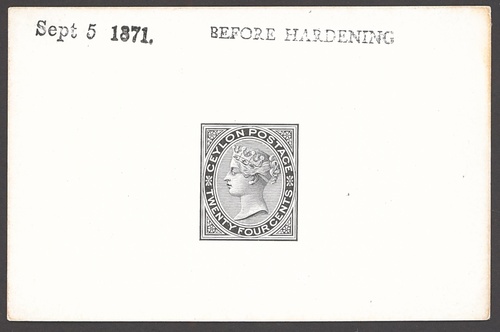 Sept 5 1871.
BEFORE HARDENING
CEYLON POSTAGE
TWENTY FOUR CENTS